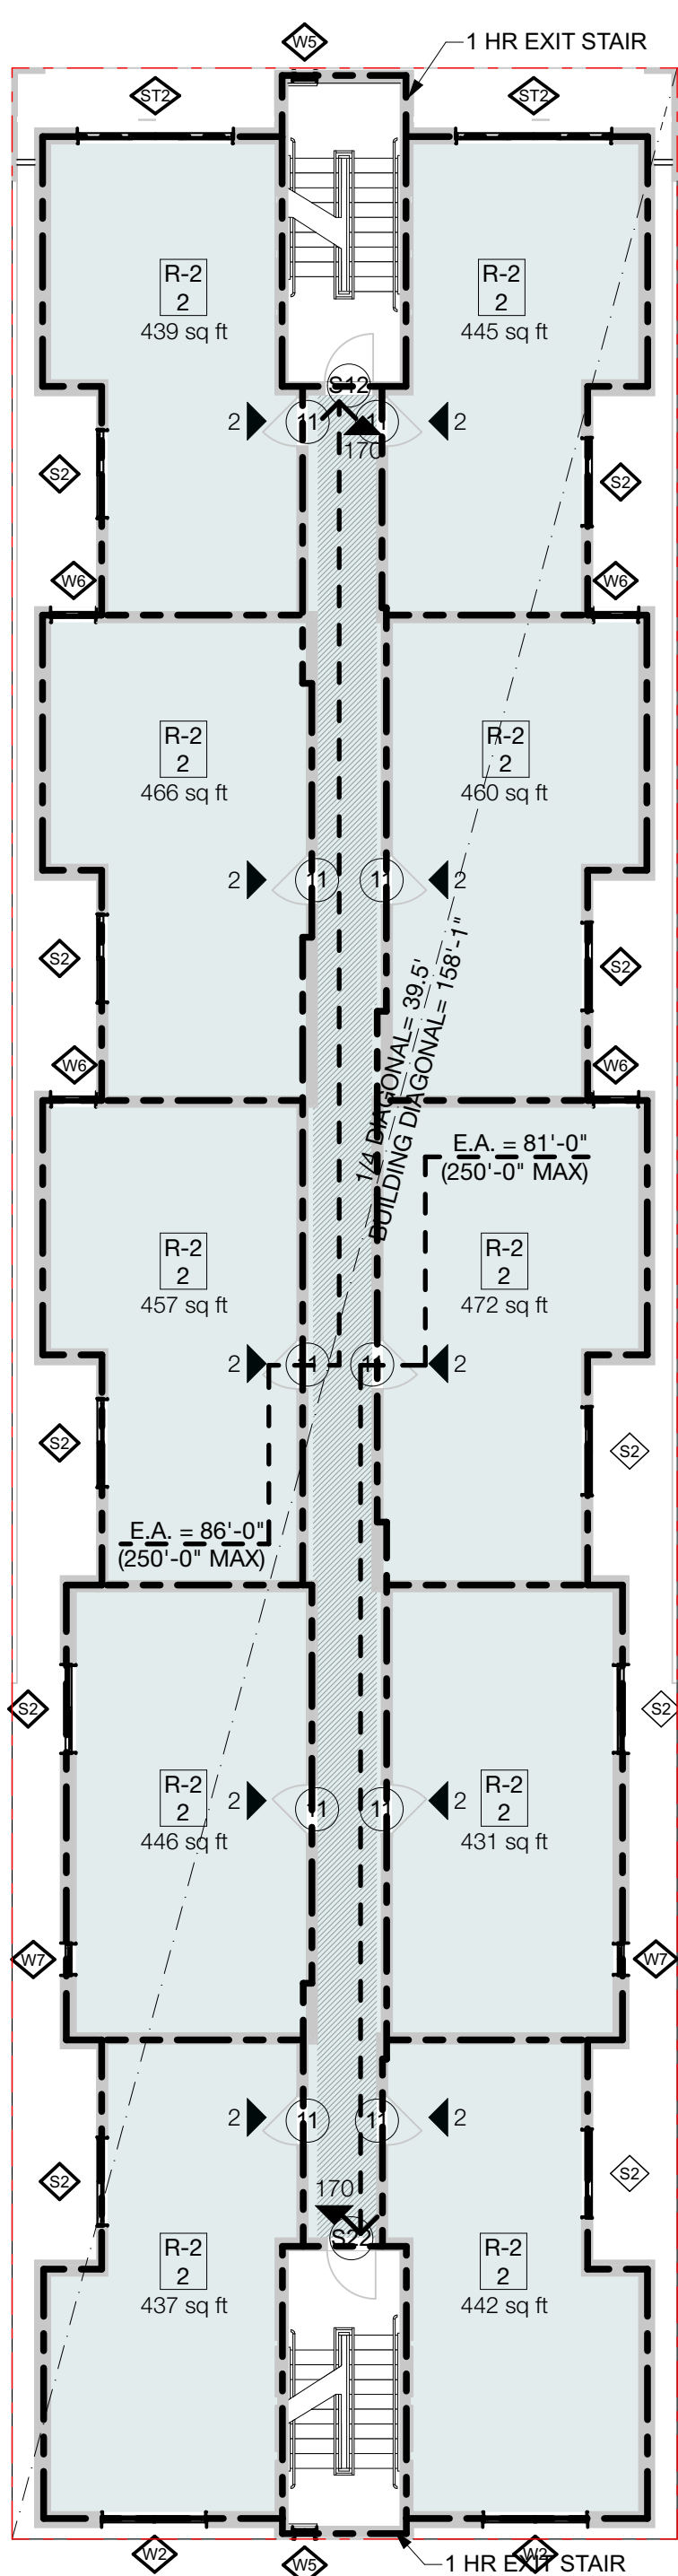 W5
1 HR EXIT STAIR
ST2
ST2
R-2
2
439 sq ft
R-2
2
445 sq ft
S12
2
11
11
2
170
S2
S2
W6
W6
R-2
2
466 sq ft
R-2
2
460 sq ft
2
11
11
2
S2
S2
1/4 DIAGONAL= 39.5'
BUILDING DIAGONAL= 158'-1"
W6
W6
E.A. = 81'-0"
(250'-0" MAX)
R-2
2
457 sq ft
R-2
2
472 sq ft
2
11
11
2
S2
S2
E.A. = 86'-0"
(250'-0" MAX)
S2
S2
R-2
2
446 sq ft
R-2
2
431 sq ft
2
11
11
2
W7
W7
2
11
11
2
S2
S2
170
S22
R-2
2
437 sq ft
R-2
2
442 sq ft
W2
W5
1 HR EXIT STAIR
W2